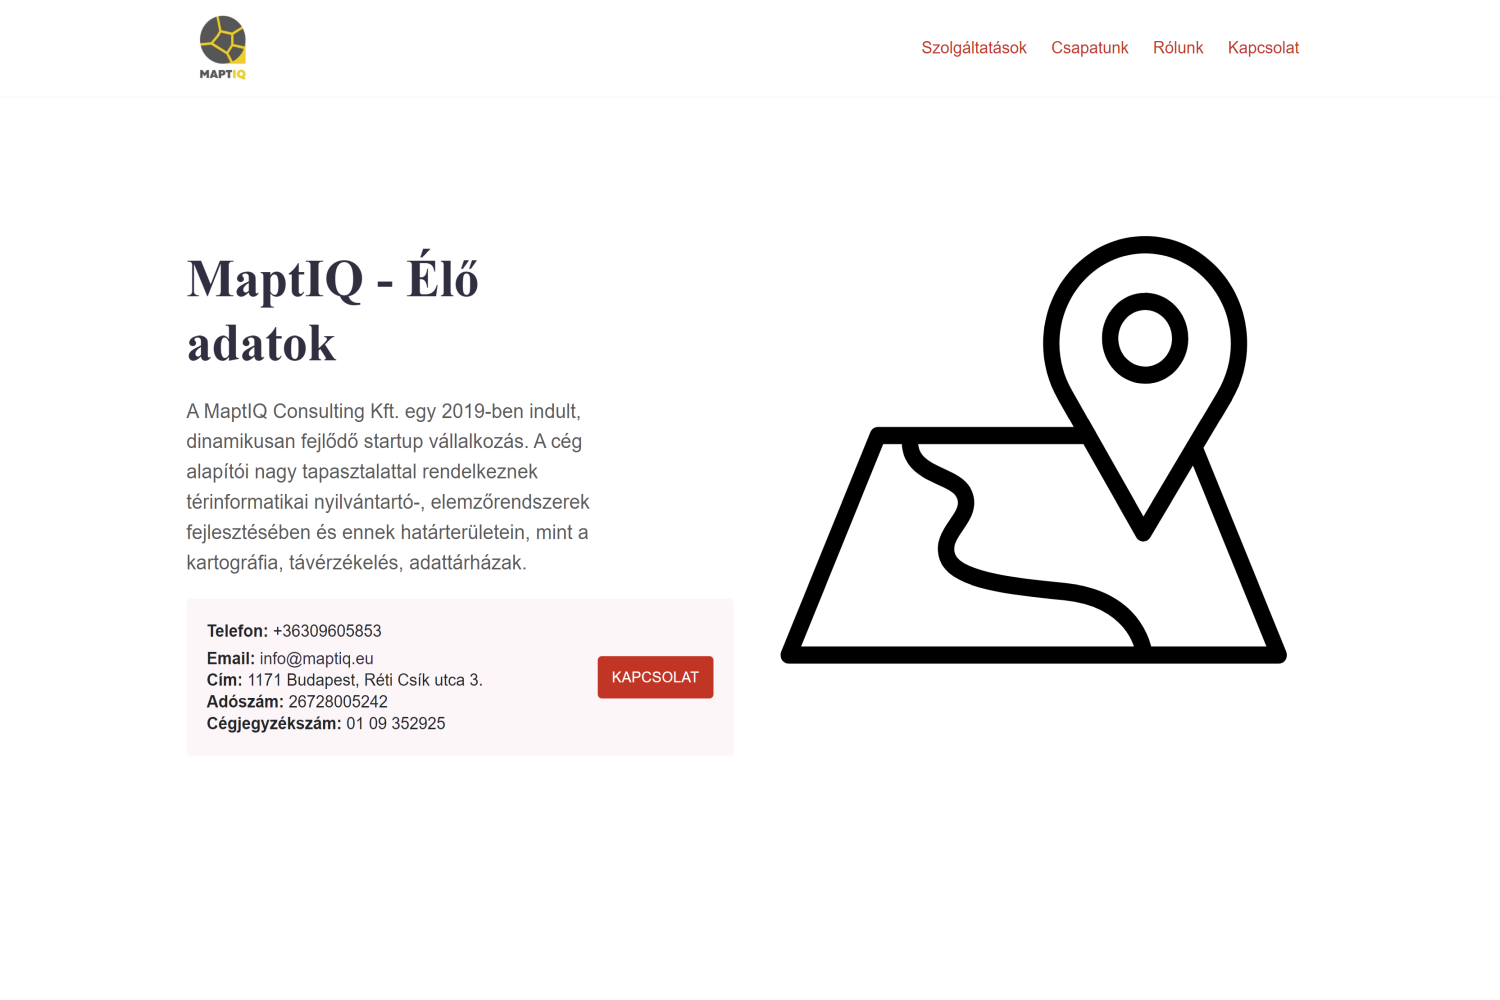 MAPTIQ
Szolgáltatások Csapatunk Rólunk Kapcsolat
MaptIQ - Élő
adatok
A MaptIQ Consulting Kft. egy 2019-ben indult,
dinamikusan fejlődő startup vállalkozás. A cég
alapítói nagy tapasztalattal rendelkeznek
térinformatikai nyilvántartó-, elemzőrendszerek
fejlesztésében és ennek határterületein, mint a
kartográfia, távérzékelés, adattárházak.
Telefon: +36309605853
Email: info@maptiq.eu
Cím: 1171 Budapest, Réti Csík utca 3.
Adószám: 26728005242
Cégjegyzékszám: 01 09 352925
KAPCSOLAT